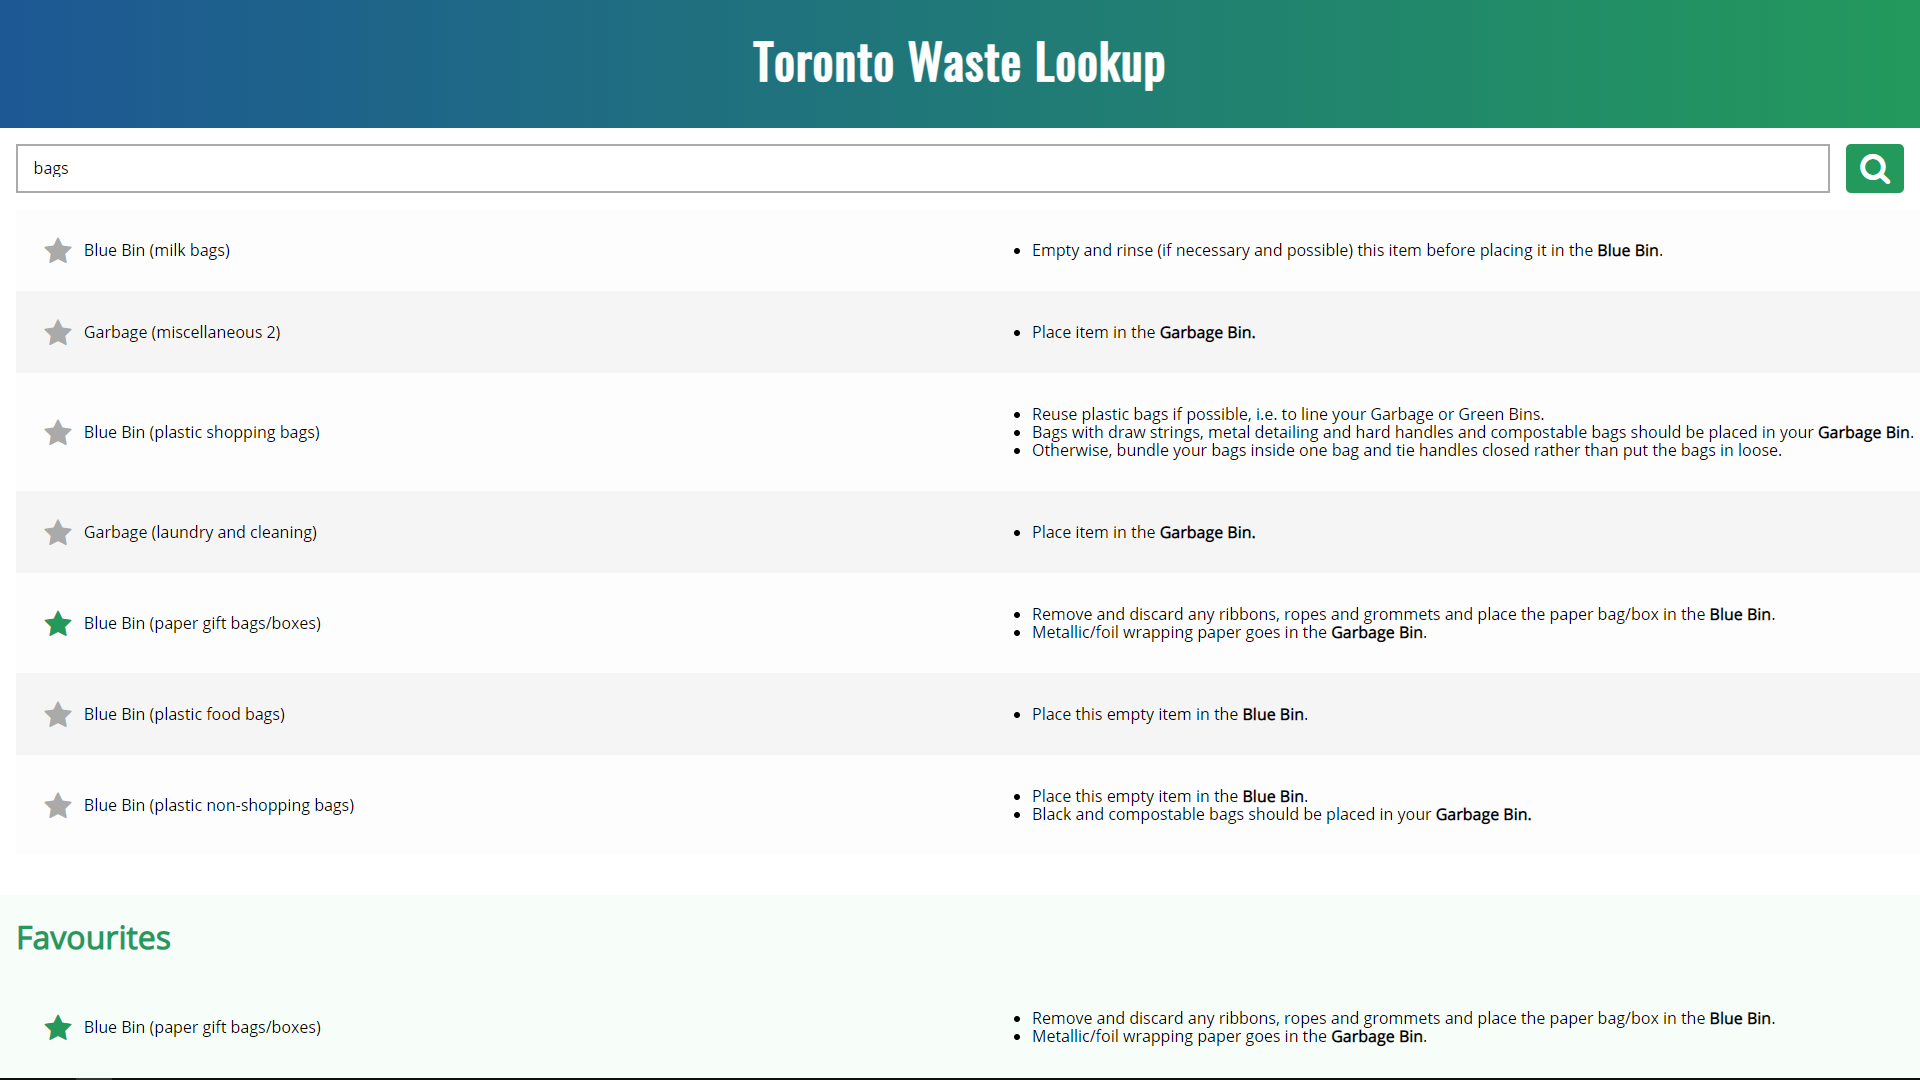 Toronto Waste Lookup
bags
Blue Bin (milk bags)
• Empty and rinse (if necessary and possible) this item before placing it in the Blue Bin.
Garbage (miscellaneous 2)
• Place item in the Garbage Bin.
Blue Bin (plastic shopping bags)
• Reuse plastic bags if possible, i.e. to line your Garbage or Green Bins.
• Bags with draw strings, metal detailing and hard handles and compostable bags should be placed in your Garbage Bin.
• Otherwise, bundle your bags inside one bag and tie handles closed rather than put the bags in loose.
Garbage (laundry and cleaning)
• Place item in the Garbage Bin.
Blue Bin (paper gift bags/boxes)
• Remove and discard any ribbons, ropes and grommets and place the paper bag/box in the Blue Bin.
• Metallic/foil wrapping paper goes in the Garbage Bin.
Blue Bin (plastic food bags)
• Place this empty item in the Blue Bin.
Blue Bin (plastic non-shopping bags)
• Place this empty item in the Blue Bin.
• Black and compostable bags should be placed in your Garbage Bin.
Favourites
Blue Bin (paper gift bags/boxes)
• Remove and discard any ribbons, ropes and grommets and place the paper bag/box in the Blue Bin.
• Metallic/foil wrapping paper goes in the Garbage Bin.